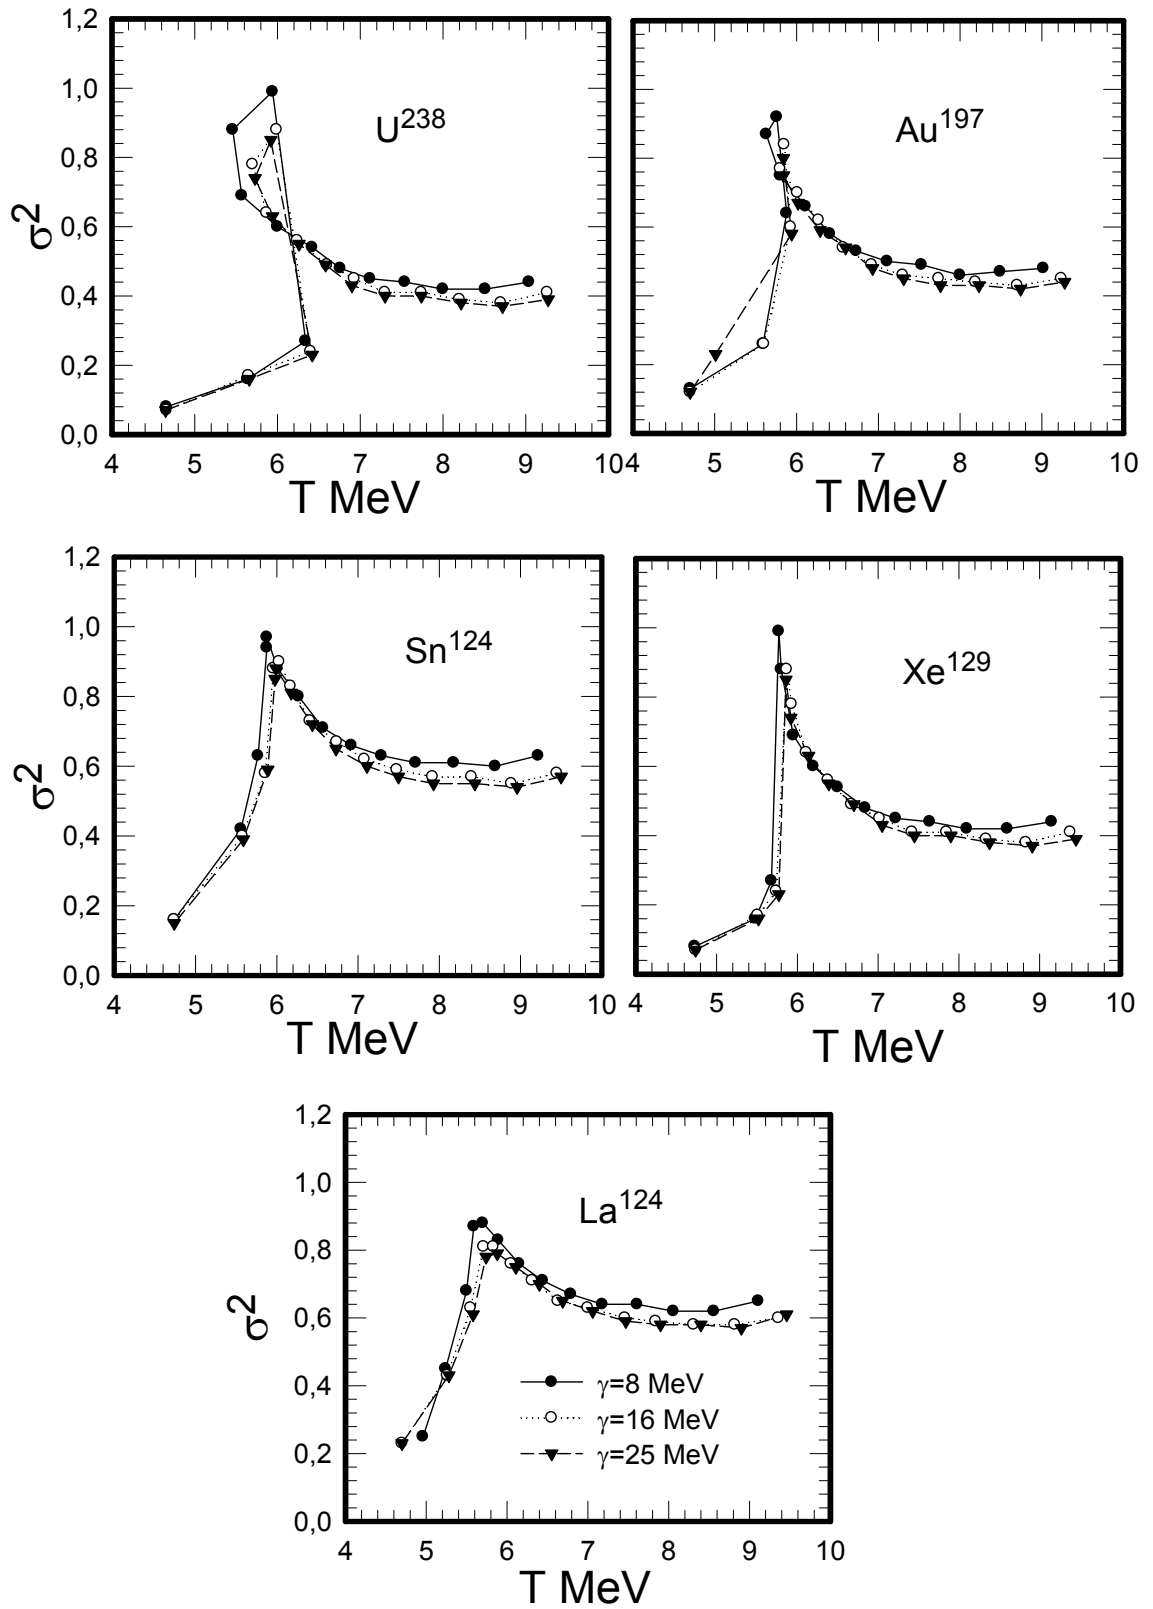 1,2
1,0
0,8
0,6
0,4
0,2
0,0
σ²
U²³⁸
4 5 6 7 8 9 10
T MeV
Au¹⁹⁷
4 5 6 7 8 9 10
T MeV
1,2
1,0
0,8
0,6
0,4
0,2
0,0
σ²
Sn¹²⁴
4 5 6 7 8 9 10
T MeV
Xe¹²⁹
4 5 6 7 8 9 10
T MeV
1,2
1,0
0,8
0,6
0,4
0,2
0,0
σ²
La¹²⁴
γ=8 MeV
γ=16 MeV
γ=25 MeV
4 5 6 7 8 9 10
T MeV